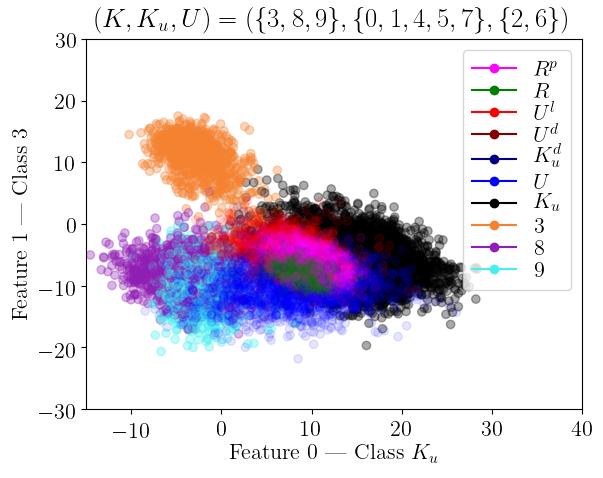 (K, K_u, U) = ({3, 8, 9}, {0, 1, 4, 5, 7}, {2, 6})
30
20
10
0
−10
−20
−30
−10
0
10
20
30
40
Feature 1 — Class 3
Feature 0 — Class K_u
R^p
R
U^l
U^d
K_u^d
U
K_u
3
8
9